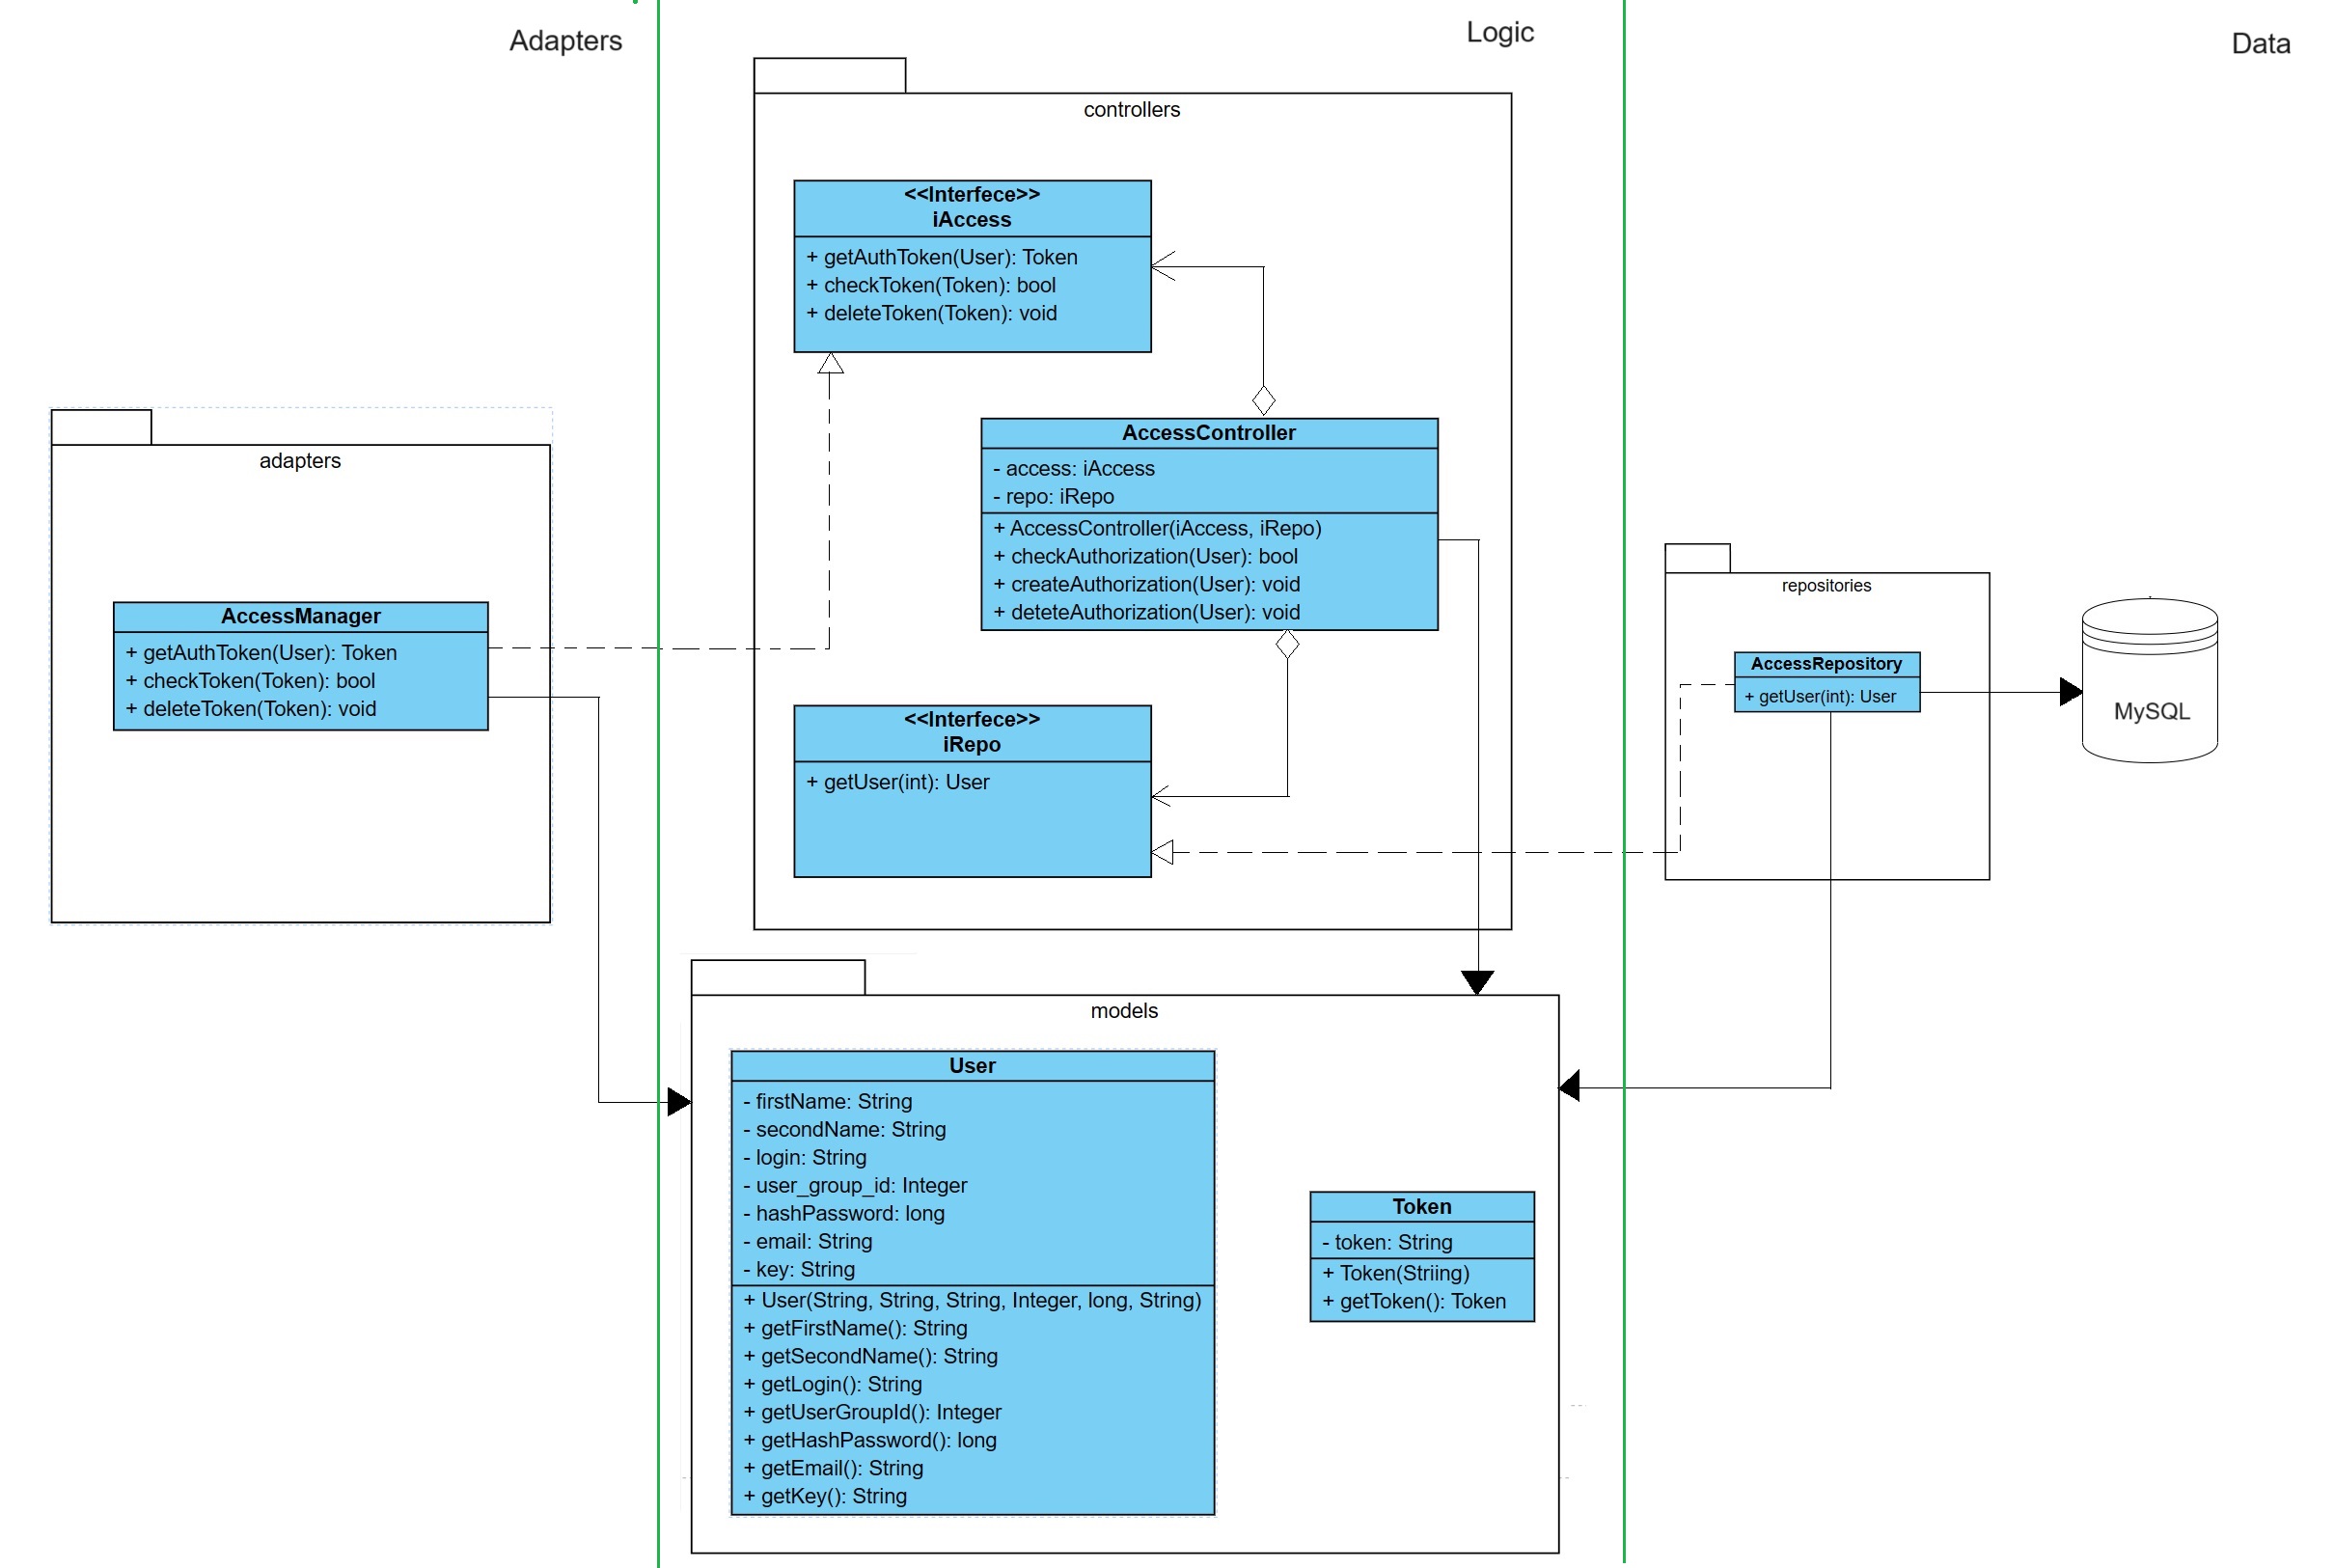 Adapters
Logic
Data
controllers
<<Interfece>>
iAccess
+ getAuthToken(User): Token
+ checkToken(Token): bool
+ deleteToken(Token): void
AccessController
- access: iAccess
- repo: iRepo
+ AccessController(iAccess, iRepo)
+ checkAuthorization(User): bool
+ createAuthorization(User): void
+ deteteAuthorization(User): void
adapters
AccessManager
+ getAuthToken(User): Token
+ checkToken(Token): bool
+ deleteToken(Token): void
<<Interfece>>
iRepo
+ getUser(int): User
repositories
AccessRepository
+ getUser(int): User
MySQL
models
User
- firstName: String
- secondName: String
- login: String
- user_group_id: Integer
- hashPassword: long
- email: String
- key: String
+ User(String, String, String, Integer, long, String)
+ getFirstName(): String
+ getSecondName(): String
+ getLogin(): String
+ getUserGroupId(): Integer
+ getHashPassword(): long
+ getEmail(): String
+ getKey(): String
Token
- token: String
+ Token(Striing)
+ getToken(): Token